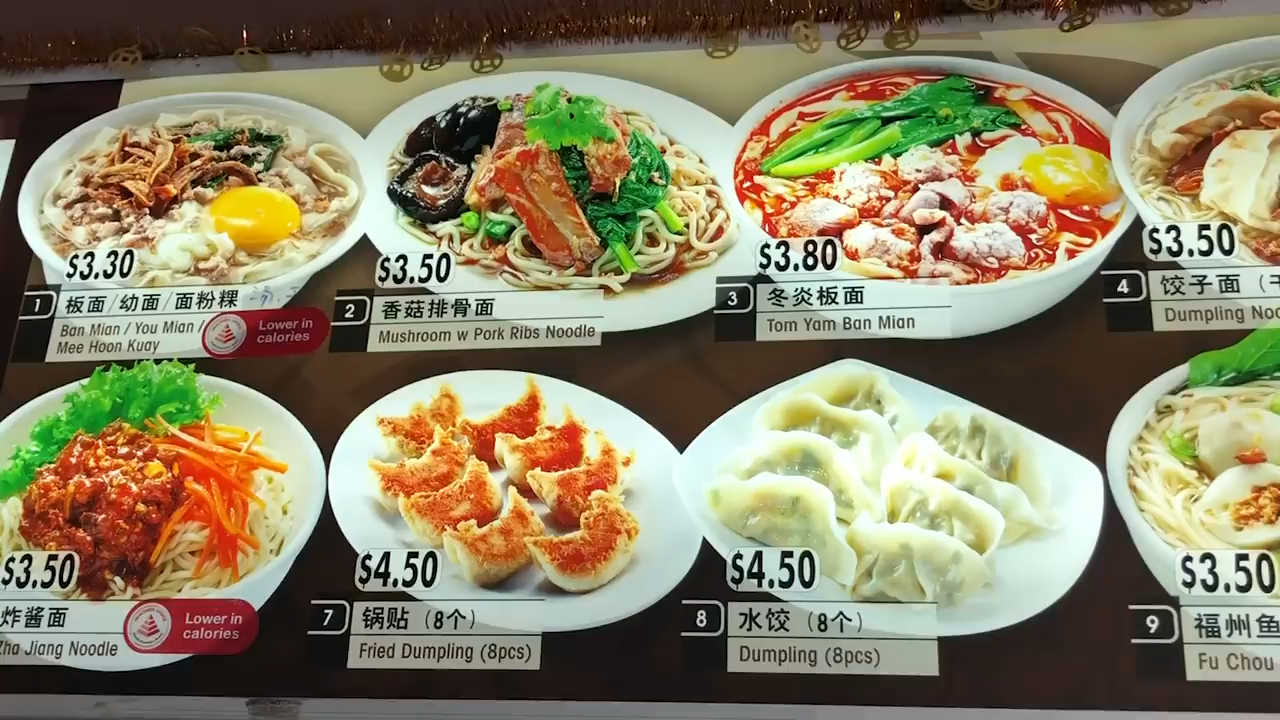 $3.30
1
板面/幼面/面粉粿
Ban Mian / You Mian /
Mee Hoon Kuay
Lower in
calories
$3.50
2
香菇排骨面
Mushroom w Pork Ribs Noodle
$3.80
3
冬炎板面
Tom Yam Ban Mian
$3.50
4
饺子面
Dumpling
$3.50
炸酱面
Zha Jiang Noodle
Lower in
calories
$4.50
7
锅贴（8个）
Fried Dumpling (8pcs)
$4.50
8
水饺（8个）
Dumpling (8pcs)
$3.50
9
福州鱼
Fu Chou